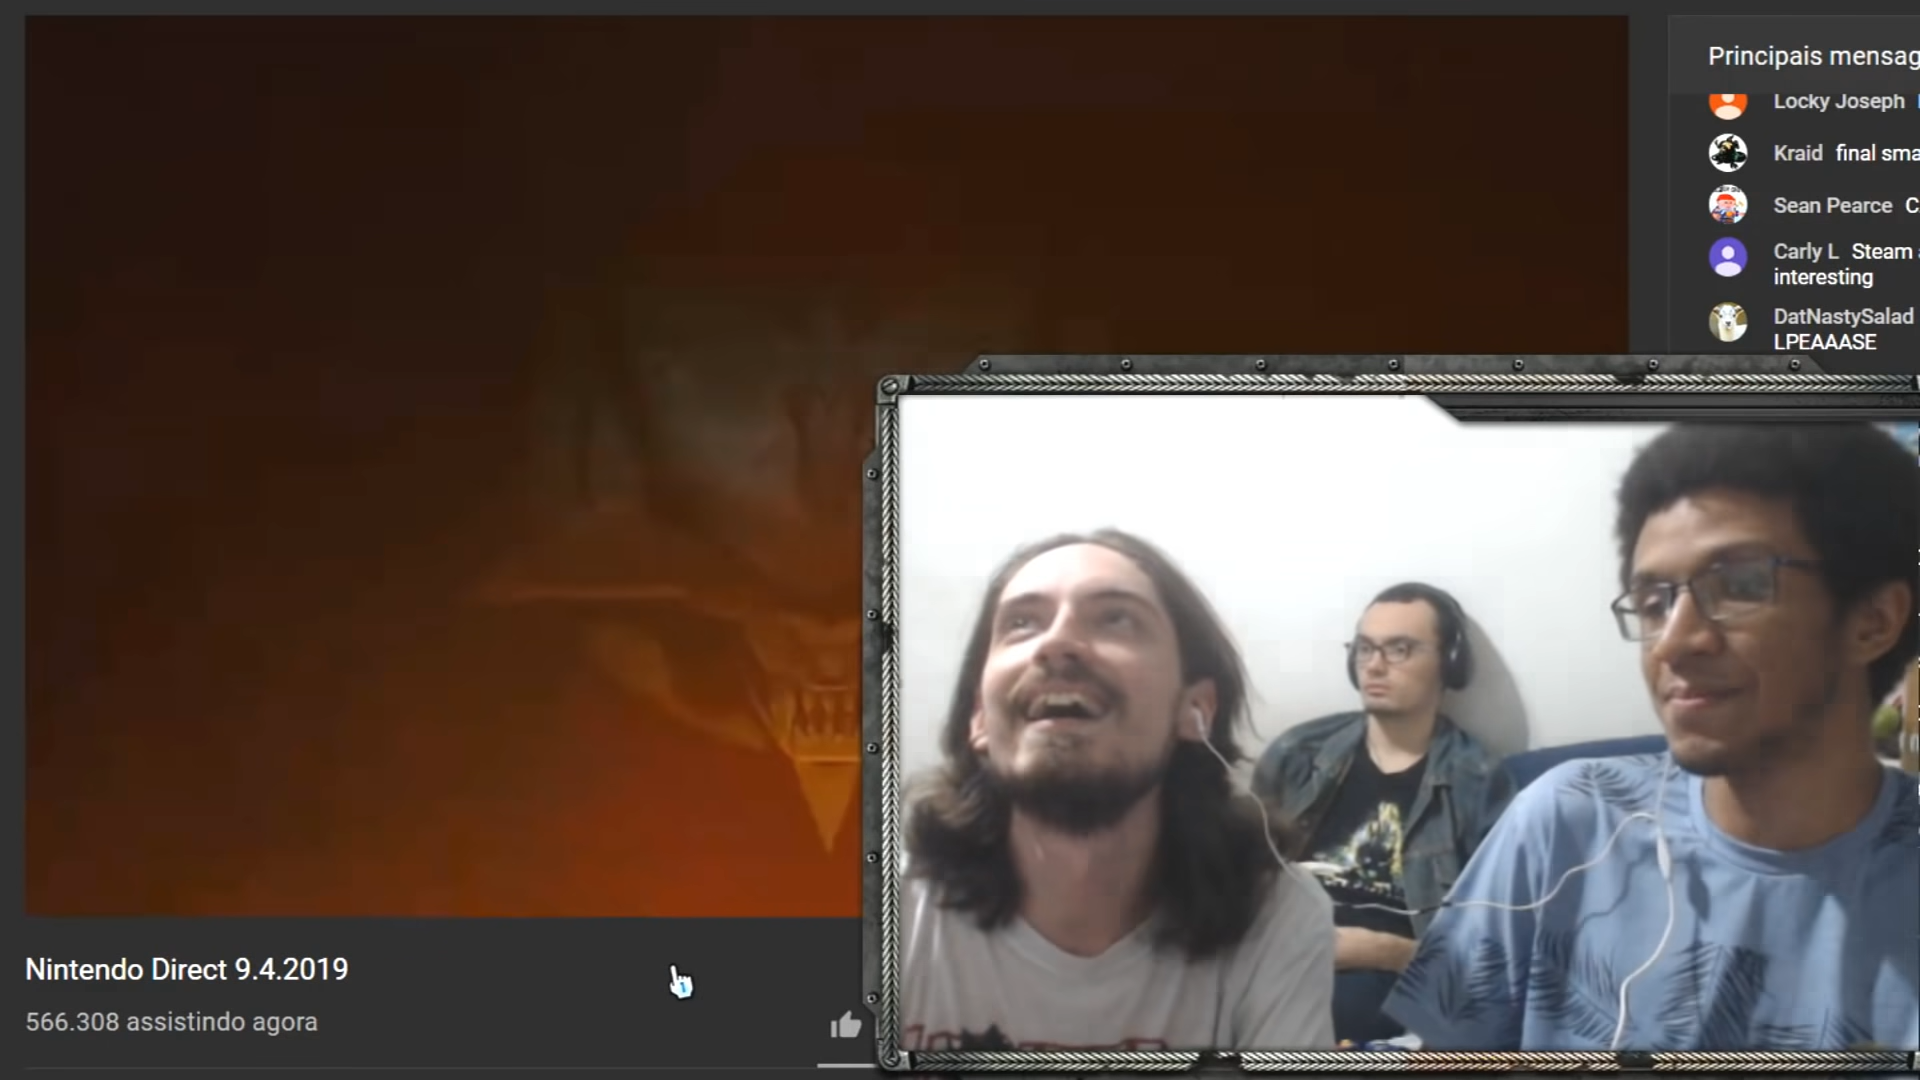 Principais mensag
Locky Joseph
Kraid final sma
Sean Pearce C
Carly L Steam
interesting
DatNastySalad
LPEAAASE
Nintendo Direct 9.4.2019
566.308 assistindo agora